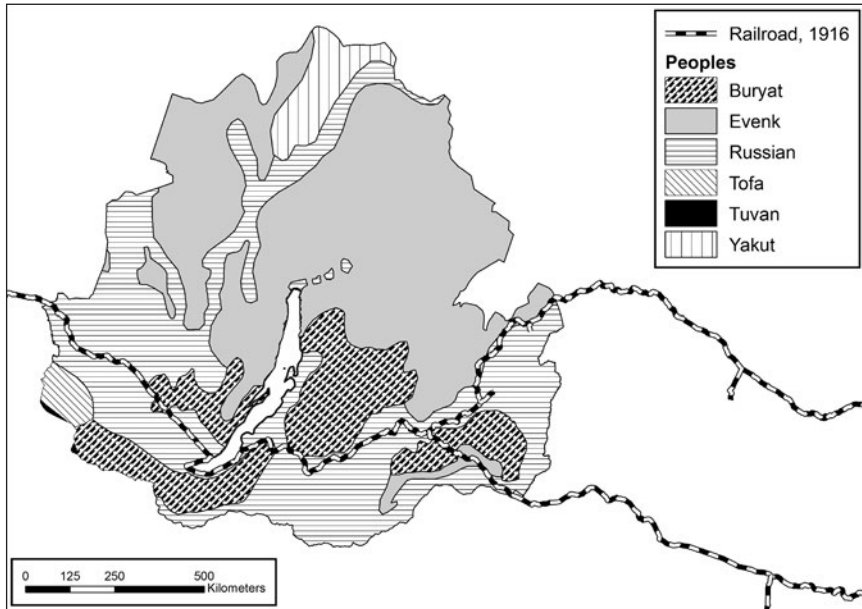 Railroad, 1916
Peoples
Buryat
Evenk
Russian
Tofa
Tuvan
Yakut
0 125 250 500
Kilometers